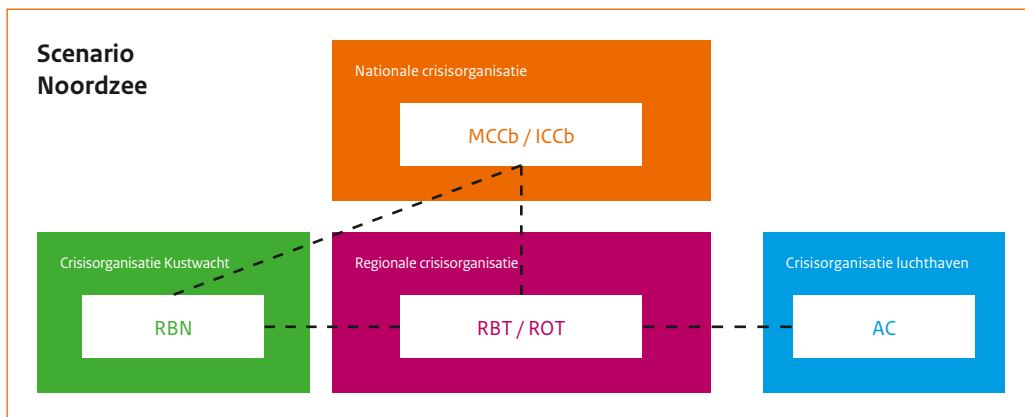 Scenario
Noordzee
Nationale crisisorganisatie
MCCb / ICCb
Crisisorganisatie Kustwacht
RBN
Regionale crisisorganisatie
RBT / ROT
Crisisorganisatie luchthaven
AC